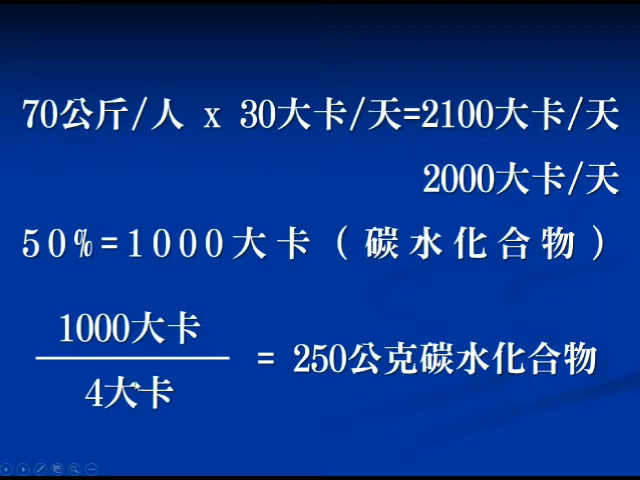 70公斤/人 x 30大卡/天=2100大卡/天
2000大卡/天
50%=1000大卡(碳水化合物)
1000大卡
4大卡
= 250公克碳水化合物